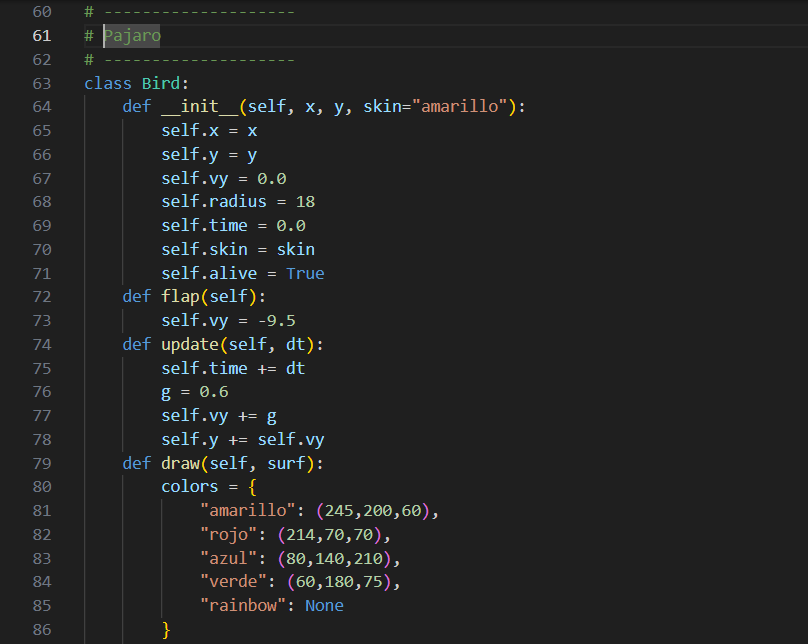 60 # --------------------
61 # Pajaro
62 # --------------------
63 class Bird:
64     def __init__(self, x, y, skin="amarillo"):
65         self.x = x
66         self.y = y
67         self.vy = 0.0
68         self.radius = 18
69         self.time = 0.0
70         self.skin = skin
71         self.alive = True
72     def flap(self):
73         self.vy = -9.5
74     def update(self, dt):
75         self.time += dt
76         g = 0.6
77         self.vy += g
78         self.y += self.vy
79     def draw(self, surf):
80         colors = {
81             "amarillo": (245,200,60),
82             "rojo": (214,70,70),
83             "azul": (80,140,210),
84             "verde": (60,180,75),
85             "rainbow": None
86         }